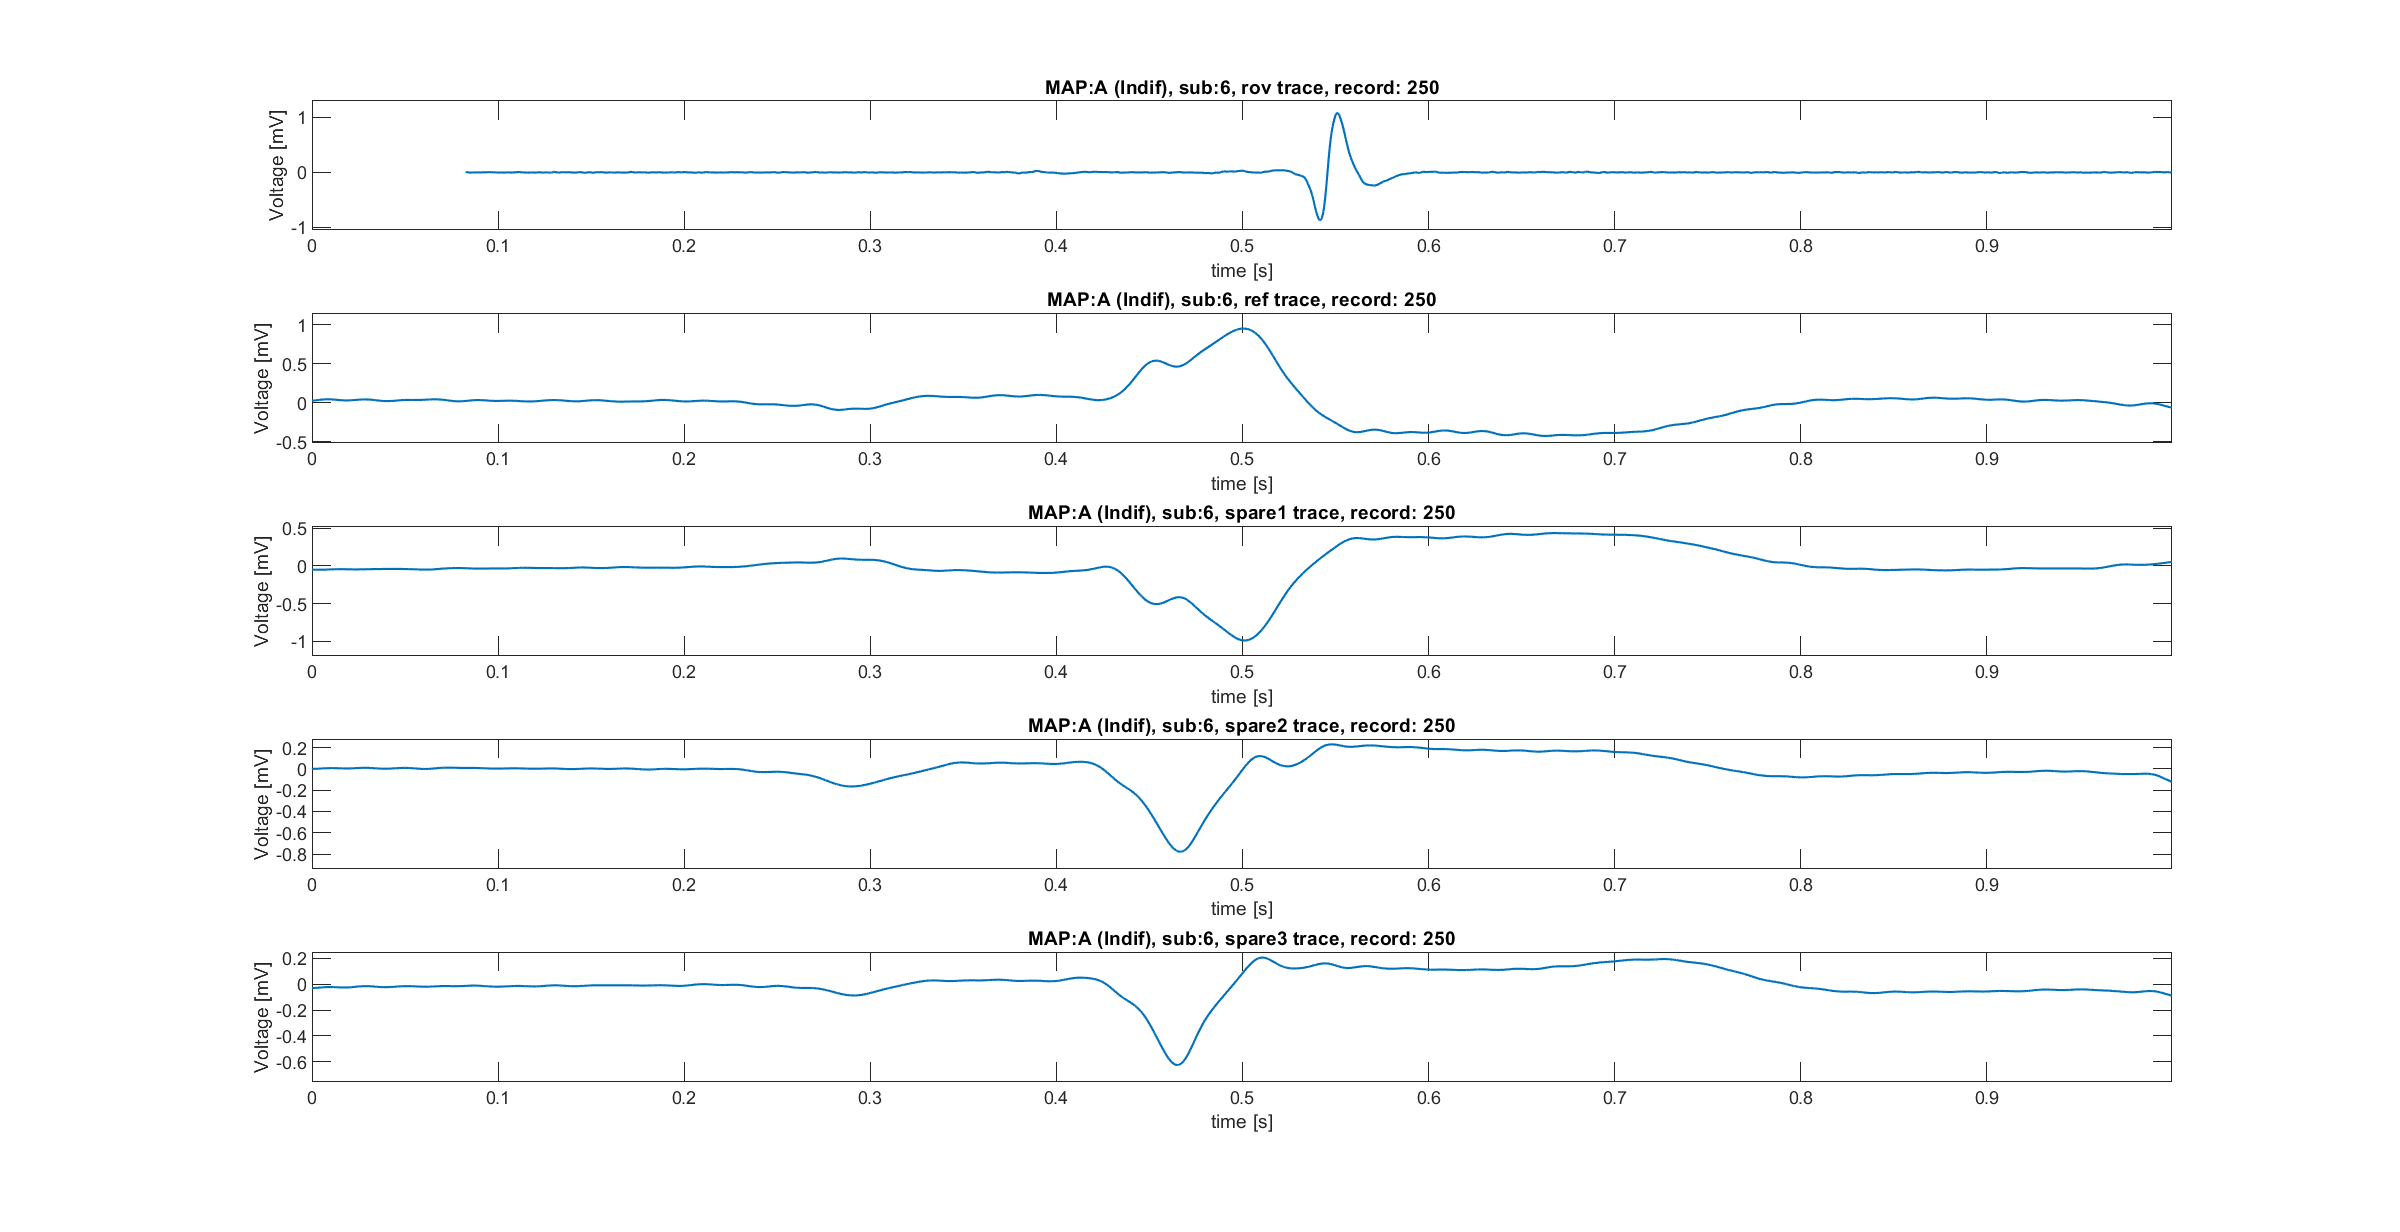 MAP:A (Indif), sub:6, rov trace, record: 250
Voltage [mV]
1
0
-1
0 0.1 0.2 0.3 0.4 0.5 0.6 0.7 0.8 0.9
time [s]
MAP:A (Indif), sub:6, ref trace, record: 250
Voltage [mV]
1
0.5
0
-0.5
0 0.1 0.2 0.3 0.4 0.5 0.6 0.7 0.8 0.9
time [s]
MAP:A (Indif), sub:6, spare1 trace, record: 250
Voltage [mV]
0.5
0
-0.5
-1
0 0.1 0.2 0.3 0.4 0.5 0.6 0.7 0.8 0.9
time [s]
MAP:A (Indif), sub:6, spare2 trace, record: 250
Voltage [mV]
0.2
0
-0.2
-0.4
-0.6
-0.8
0 0.1 0.2 0.3 0.4 0.5 0.6 0.7 0.8 0.9
time [s]
MAP:A (Indif), sub:6, spare3 trace, record: 250
Voltage [mV]
0.2
0
-0.2
-0.4
-0.6
0 0.1 0.2 0.3 0.4 0.5 0.6 0.7 0.8 0.9
time [s]